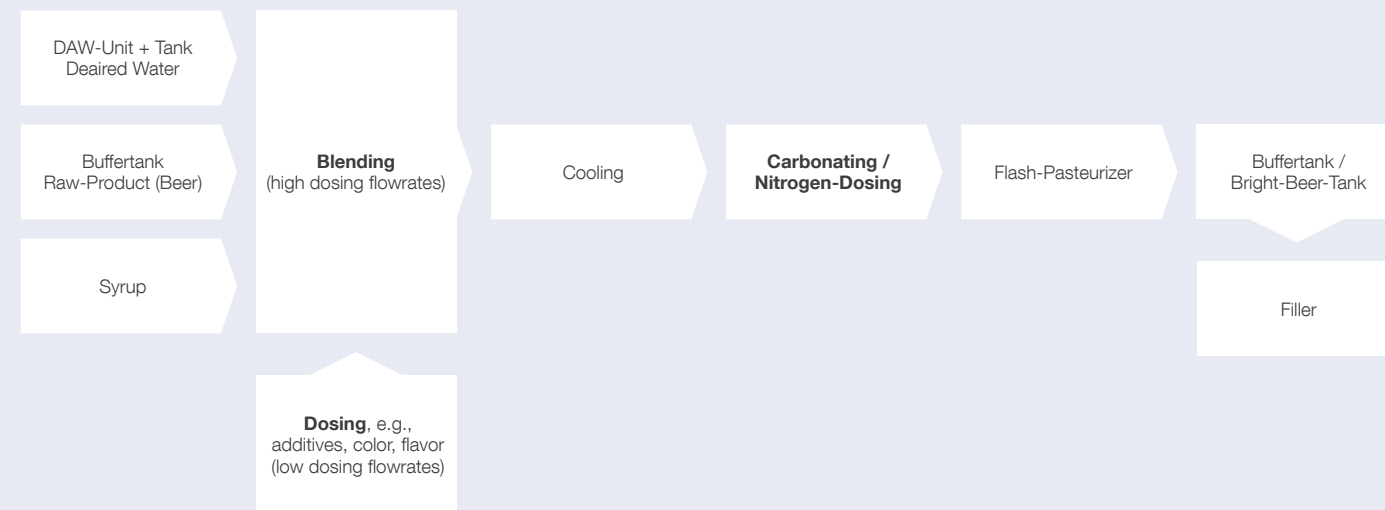 DAW-Unit + Tank
Deaired Water
Buffertank
Raw-Product (Beer)
Syrup
Blending
(high dosing flowrates)
Dosing, e.g.,
additives, color, flavor
(low dosing flowrates)
Cooling
Carbonating /
Nitrogen-Dosing
Flash-Pasteurizer
Buffertank /
Bright-Beer-Tank
Filler